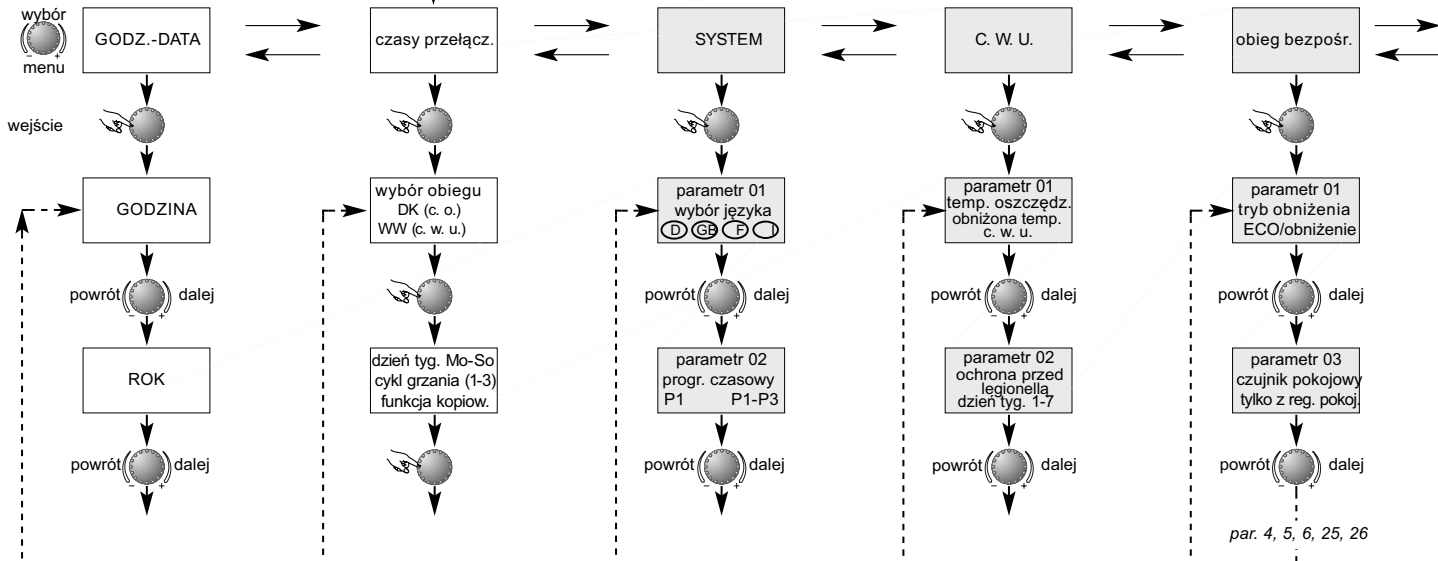 wybór
menu
GODZ.-DATA
czasy przełącz.
SYSTEM
C. W. U.
obieg bezpośr.
wejście
GODZINA
wybór obiegu
DK (c. o.)
WW (c. w. u.)
parametr 01
wybór języka
D GB F I
parametr 01
temp. oszczędz.
obniżona temp.
c. w. u.
parametr 01
tryb obniżenia
ECO/obniżenie
powrót dalej
powrót dalej
powrót dalej
powrót dalej
ROK
dzień tyg. Mo-So
cykl grzania (1-3)
funkcja kopiow.
parametr 02
progr. czasowy
P1 P1-P3
parametr 02
ochrona przed
legionellą
dzień tyg. 1-7
parametr 03
czujnik pokojowy
tylko z reg. pokoj.
powrót dalej
powrót dalej
powrót dalej
powrót dalej
par. 4, 5, 6, 25, 26